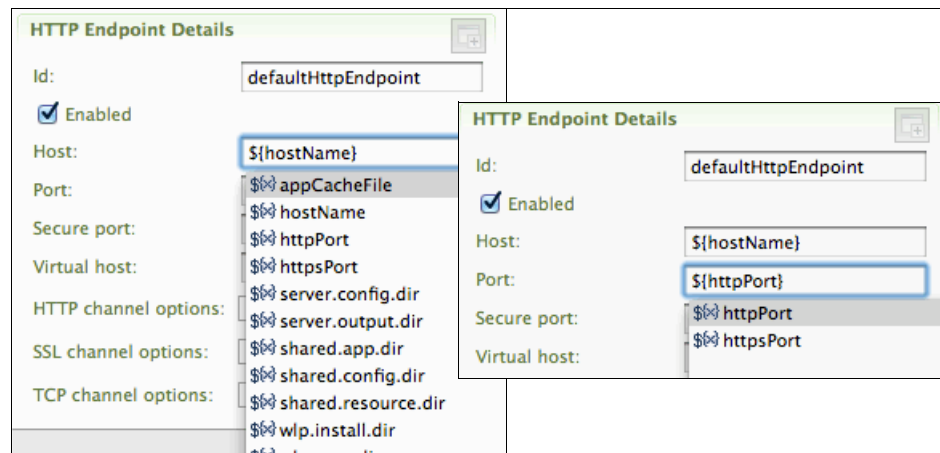 HTTP Endpoint Details
Id: defaultHttpEndpoint
Enabled
Host: ${hostName}
Port:
Secure port:
Virtual host:
HTTP channel options:
SSL channel options:
TCP channel options:
appCacheFile
hostName
httpPort
httpsPort
server.config.dir
server.output.dir
shared.app.dir
shared.config.dir
shared.resource.dir
wlp.install.dir
HTTP Endpoint Details
Id: defaultHttpEndpoint
Enabled
Host: ${hostName}
Port: ${httpPort}
Secure port:
Virtual host:
httpPort
httpsPort